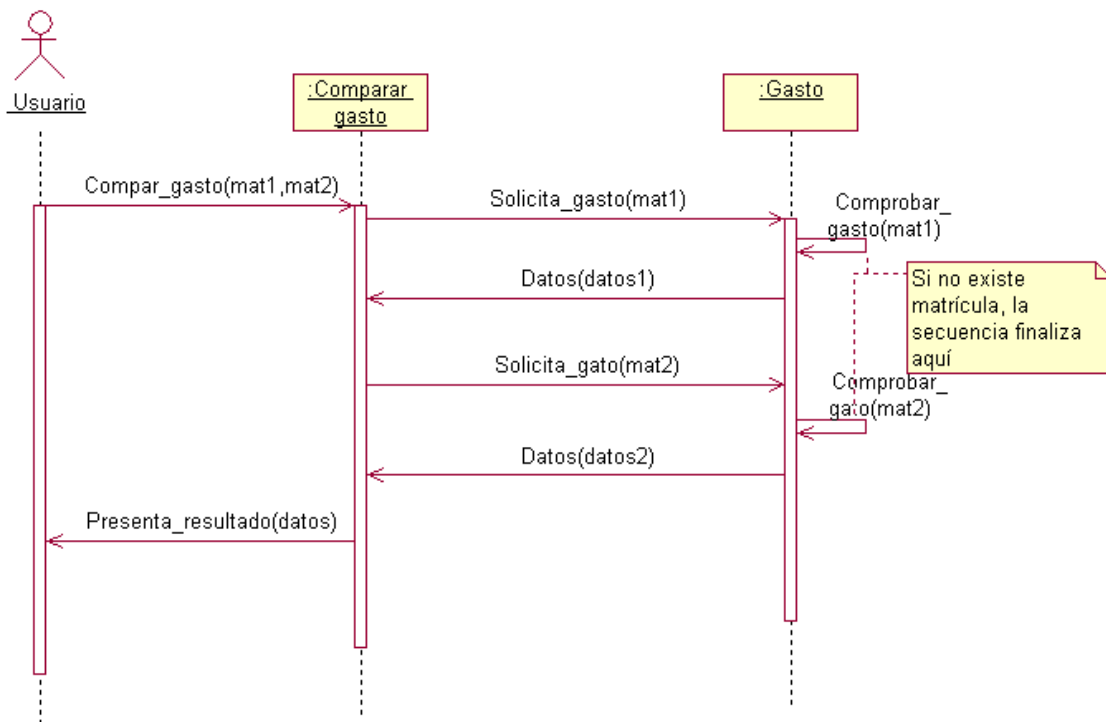 Usuario
:Comparar
gasto
:Gasto
Compar_gasto(mat1,mat2)
Solicita_gasto(mat1)
Comprobar_
gasto(mat1)
Si no existe
matrícula, la
secuencia finaliza
aquí
Datos(datos1)
Solicita_gato(mat2)
Comprobar_
gato(mat2)
Datos(datos2)
Presenta_resultado(datos)